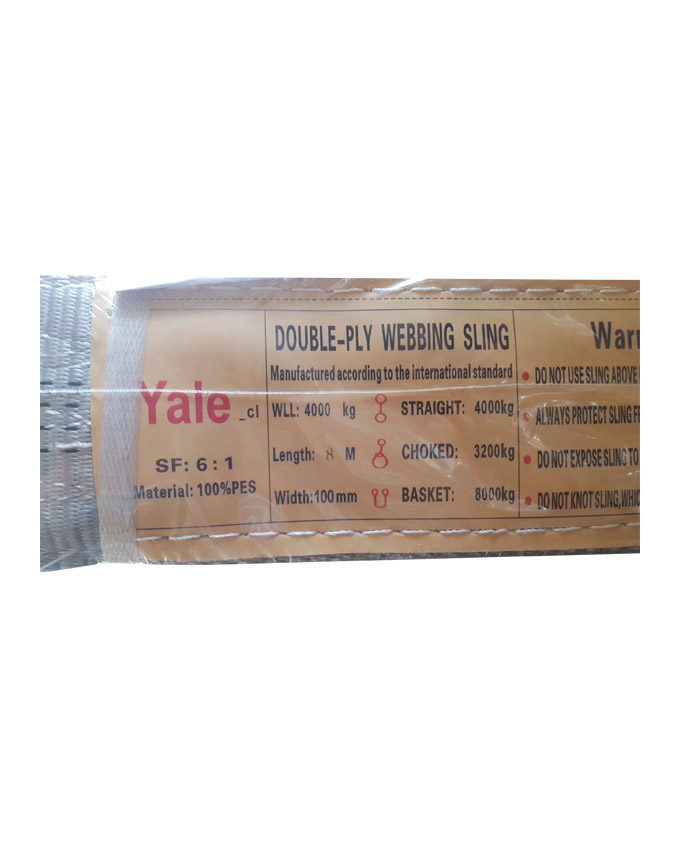 Yale _cl
SF: 6 : 1
Material: 100%PES
DOUBLE-PLY WEBBING SLING
Manufactured according to the international standard
WLL: 4000 kg STRAIGHT: 4000kg
Length: 8 M CHOKED: 3200kg
Width:100mm BASKET: 8000kg
Warn
DO NOT USE SLING ABOVE
ALWAYS PROTECT SLING FR
DO NOT EXPOSE SLING TO
DO NOT KNOT SLING,WHIC